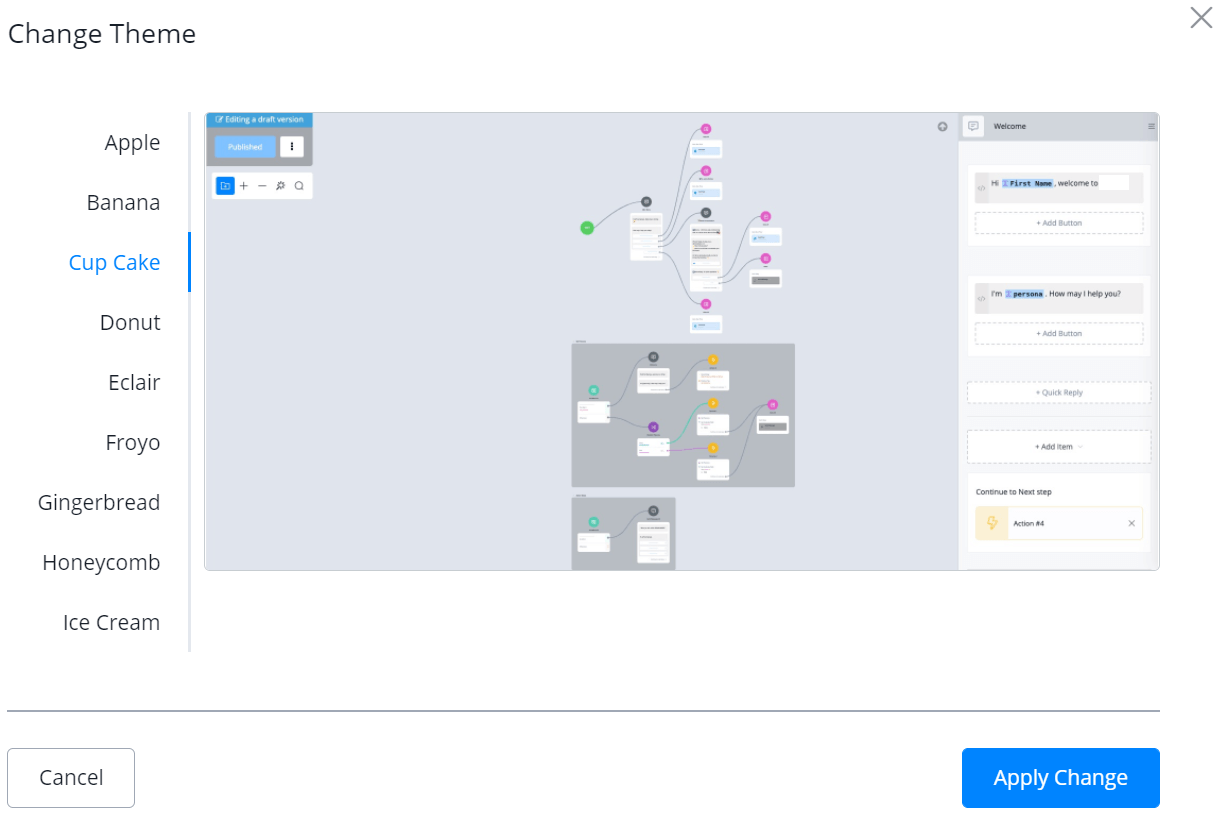 Change Theme
Apple
Banana
Cup Cake
Donut
Eclair
Froyo
Gingerbread
Honeycomb
Ice Cream
Editing a draft version
Published
Welcome
Hi First Name , welcome to
+ Add Button
I'm persona . How may I help you?
+ Add Button
+ Quick Reply
+ Add Item
Continue to Next step
Action #4
Cancel
Apply Change